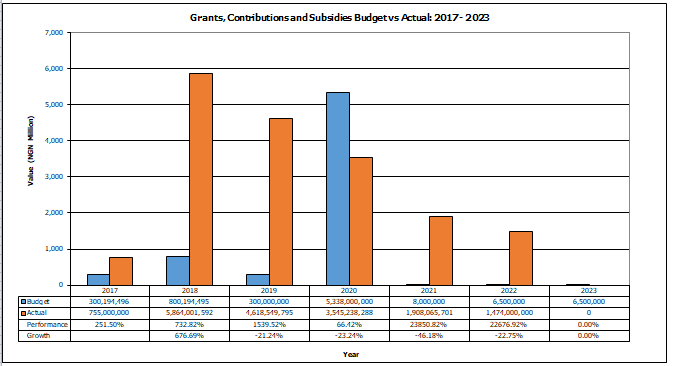 Grants, Contributions and Subsidies Budget vs Actual: 2017 - 2023
7,000
6,000
5,000
4,000
3,000
2,000
1,000
0
Value (NGN Million)
2017 2018 2019 2020 2021 2022 2023
Budget 300,194,496 800,194,495 300,000,000 5,338,000,000 8,000,000 6,500,000 6,500,000
Actual 755,000,000 5,864,001,592 4,618,549,795 3,545,238,288 1,908,065,701 1,474,000,000 0
Performance 251.50% 732.82% 1539.52% 66.42% 23850.82% 22676.92% 0.00%
Growth 676.69% -21.24% -23.24% -46.18% -22.75% 0.00%
Year